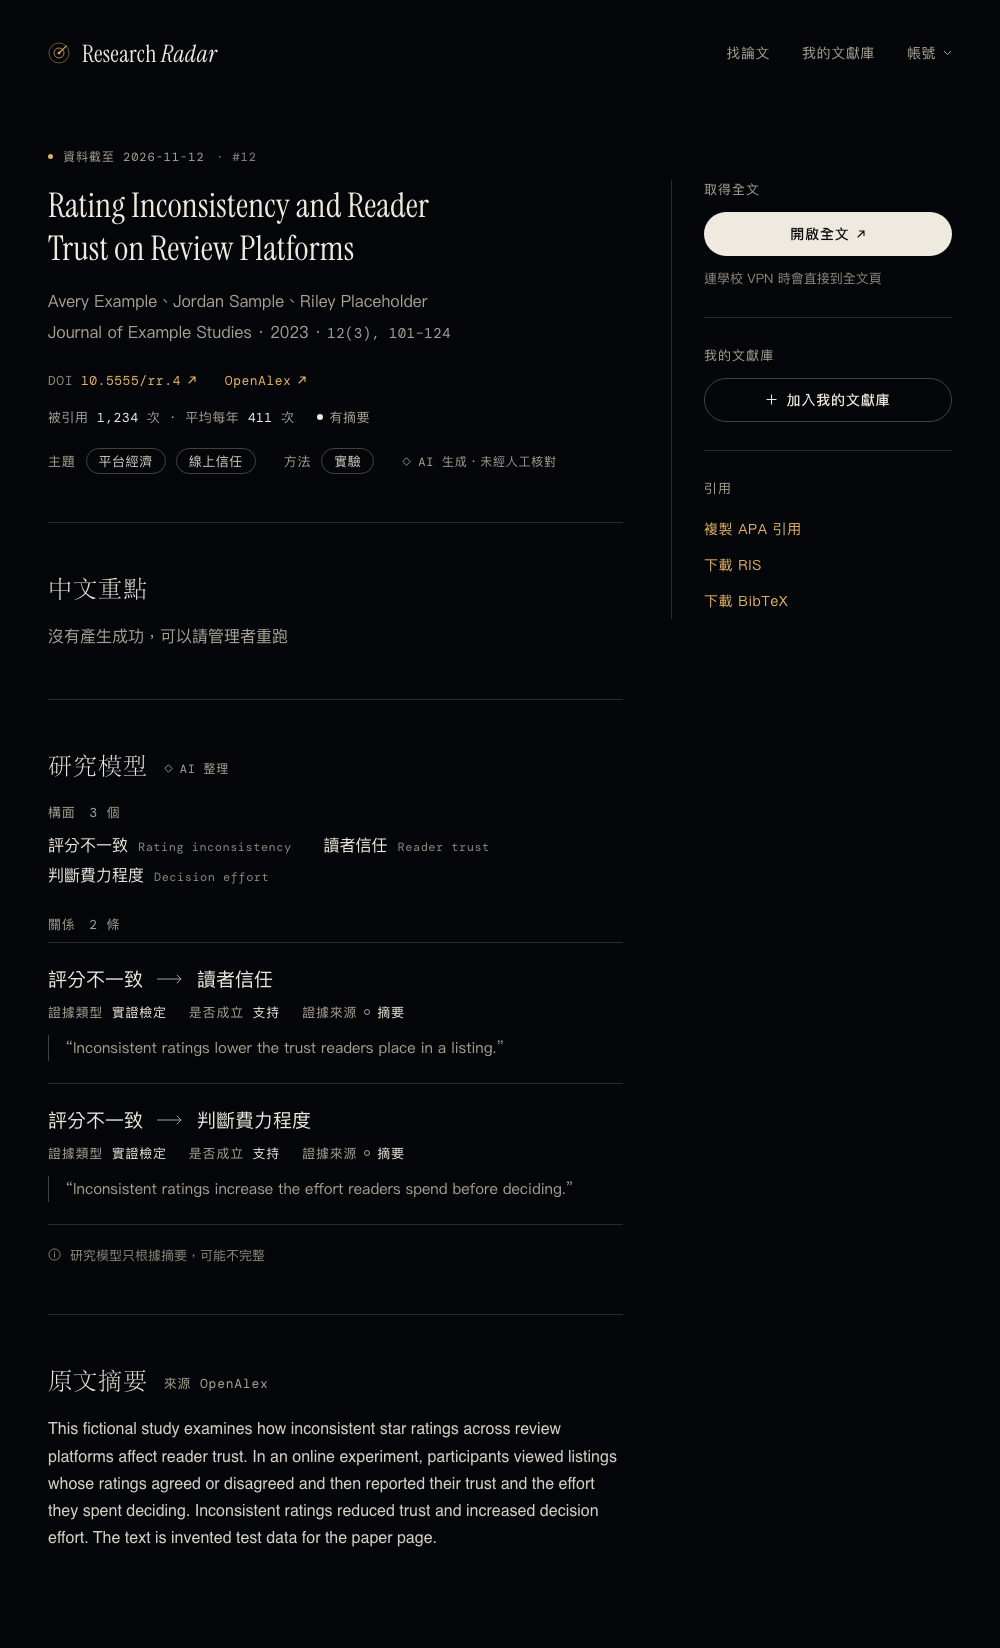 Research Radar
找論文 我的文獻庫 帳號
資料截至 2026-11-12 · #12
Rating Inconsistency and Reader
Trust on Review Platforms
Avery Example、Jordan Sample、Riley Placeholder
Journal of Example Studies · 2023 · 12(3), 101-124
DOI 10.5555/rr.4 ↗ OpenAlex ↗
被引用 1,234 次 · 平均每年 411 次 有摘要
主題 平台經濟 線上信任 方法 實驗 ◇ AI 生成·未經人工核對
取得全文
開啟全文 ↗
連學校 VPN 時會直接到全文頁
我的文獻庫
+ 加入我的文獻庫
引用
複製 APA 引用
下載 RIS
下載 BibTeX
中文重點
沒有產生成功，可以請管理者重跑
研究模型 ◇ AI 整理
構面 3 個
評分不一致 Rating inconsistency 讀者信任 Reader trust
判斷費力程度 Decision effort
關係 2 條
評分不一致 → 讀者信任
證據類型 實證檢定 是否成立 支持 證據來源 摘要
“Inconsistent ratings lower the trust readers place in a listing.”
評分不一致 → 判斷費力程度
證據類型 實證檢定 是否成立 支持 證據來源 摘要
“Inconsistent ratings increase the effort readers spend before deciding.”
研究模型只根據摘要，可能不完整
原文摘要 來源 OpenAlex
This fictional study examines how inconsistent star ratings across review
platforms affect reader trust. In an online experiment, participants viewed listings
whose ratings agreed or disagreed and then reported their trust and the effort
they spent deciding. Inconsistent ratings reduced trust and increased decision
effort. The text is invented test data for the paper page.